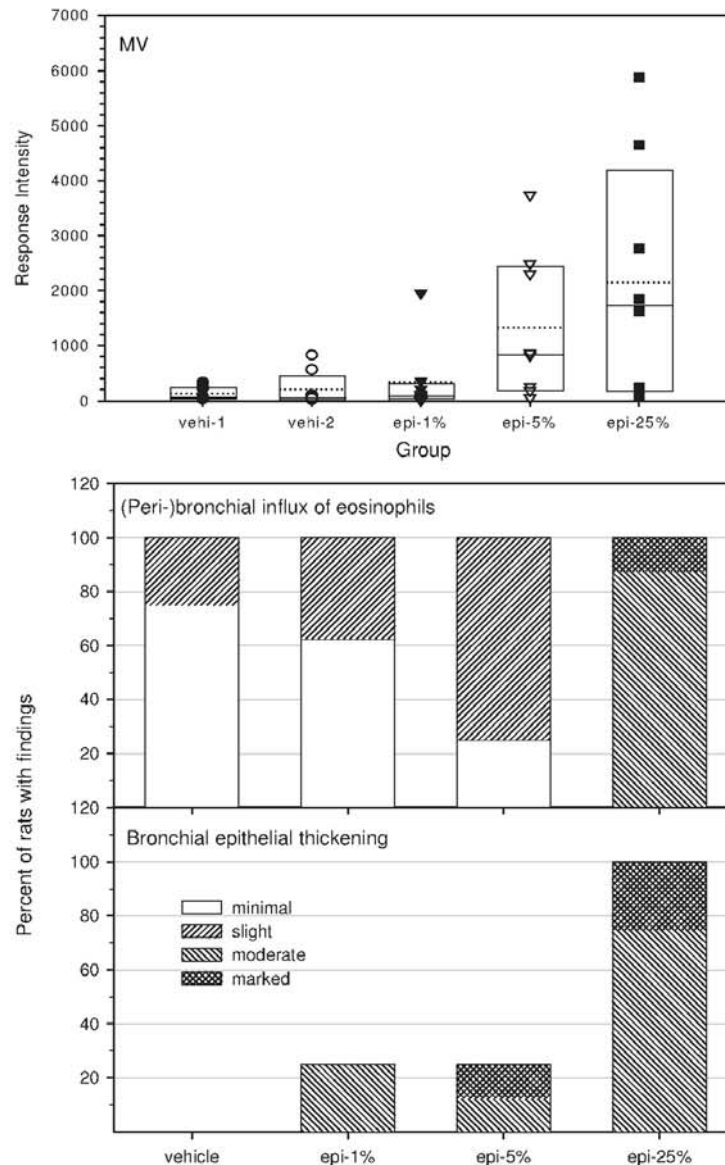 7000
MV
6000
5000
4000
3000
2000
1000
0
Response Intensity
vehi-1 vehi-2 epi-1% epi-5% epi-25%
Group
120
(Peri-)bronchial influx of eosinophils
100
80
60
40
20
120
Bronchial epithelial thickening
100
minimal
80
slight
moderate
60
marked
40
20
Percent of rats with findings
vehicle epi-1% epi-5% epi-25%